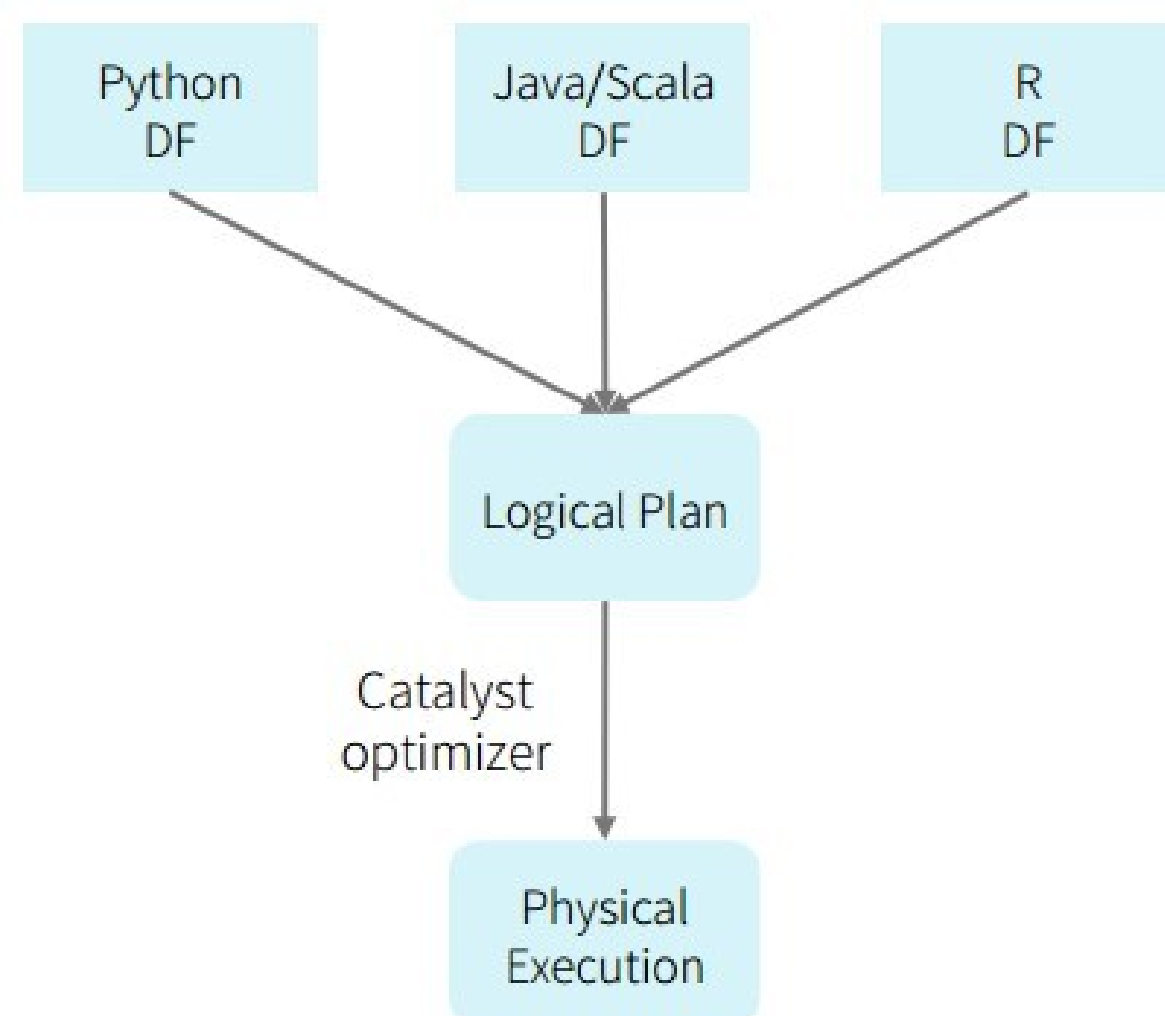 Python
DF
Java/Scala
DF
R
DF
Logical Plan
Catalyst
optimizer
Physical
Execution